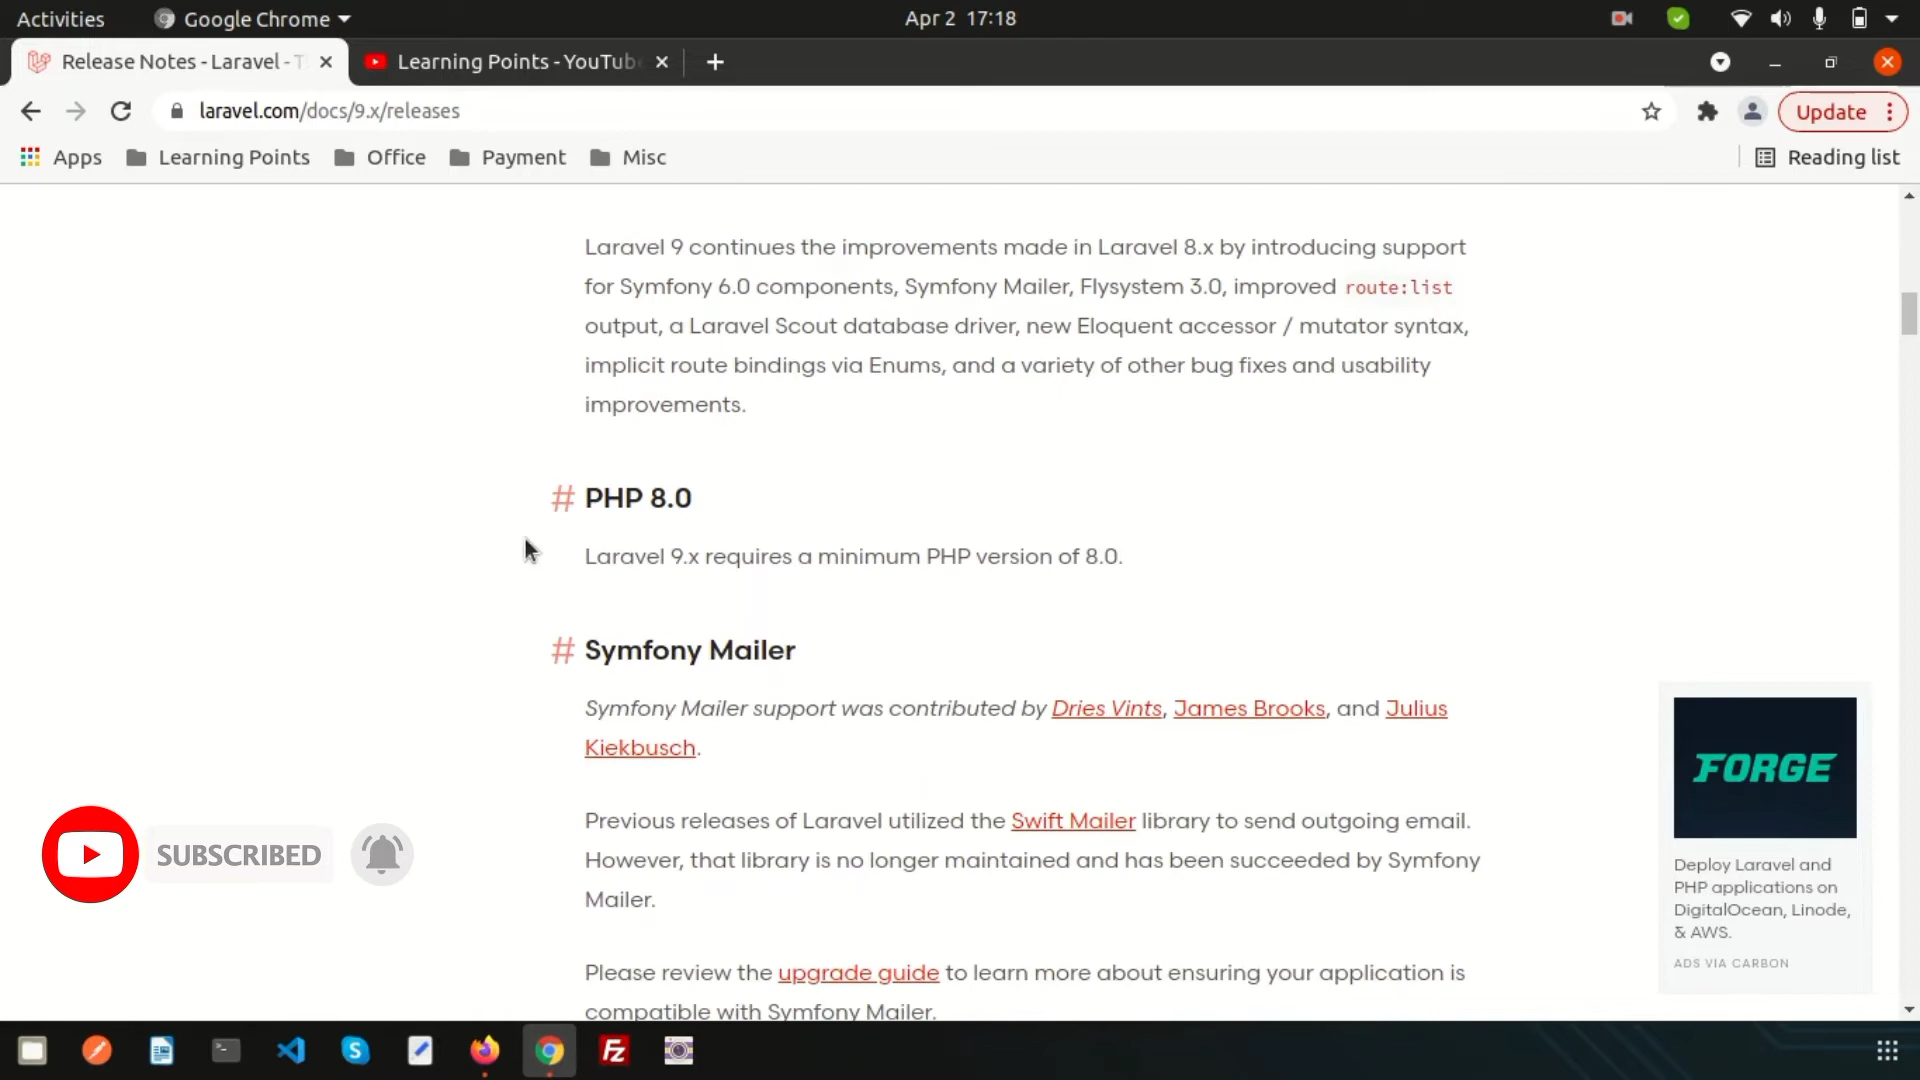 Activities
Google Chrome
Apr 2 17:18
Release Notes - Laravel - T
Learning Points - YouTub
laravel.com/docs/9.x/releases
Update
Apps
Learning Points
Office
Payment
Misc
Reading list
Laravel 9 continues the improvements made in Laravel 8.x by introducing support
for Symfony 6.0 components, Symfony Mailer, Flysystem 3.0, improved route:list
output, a Laravel Scout database driver, new Eloquent accessor / mutator syntax,
implicit route bindings via Enums, and a variety of other bug fixes and usability
improvements.
# PHP 8.0
Laravel 9.x requires a minimum PHP version of 8.0.
# Symfony Mailer
Symfony Mailer support was contributed by Dries Vints, James Brooks, and Julius
Kiekbusch.
Previous releases of Laravel utilized the Swift Mailer library to send outgoing email.
However, that library is no longer maintained and has been succeeded by Symfony
Mailer.
Please review the upgrade guide to learn more about ensuring your application is
compatible with Symfony Mailer.
SUBSCRIBED
FORGE
Deploy Laravel and
PHP applications on
DigitalOcean, Linode,
& AWS.
ADS VIA CARBON